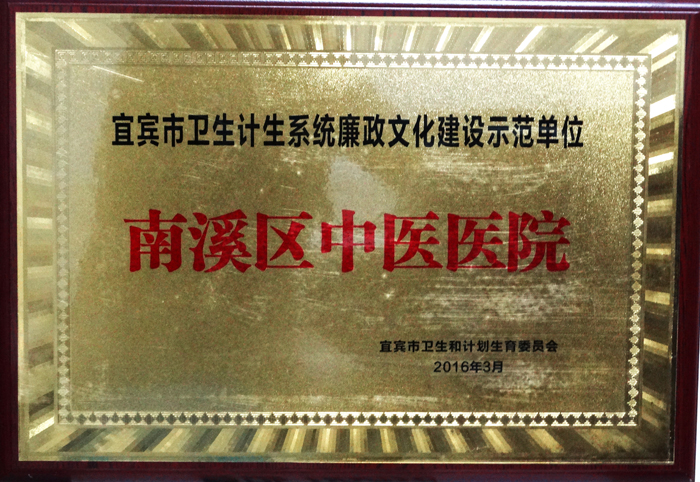 宜宾市卫生计生系统廉政文化建设示范单位
南溪区中医医院
宜宾市卫生和计划生育委员会
2016年3月